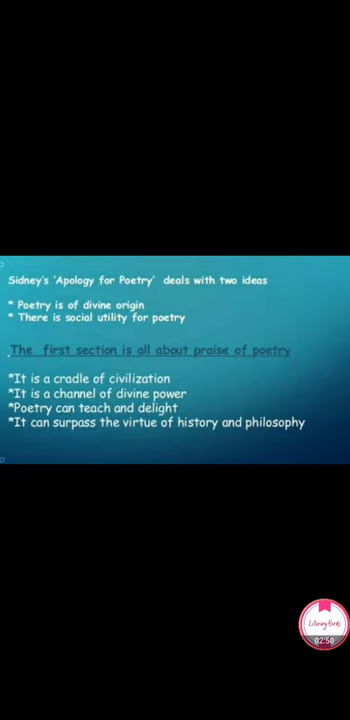 Sidney's 'Apology for Poetry' deals with two ideas
* Poetry is of divine origin
* There is social utility for poetry
The first section is all about praise of poetry
*It is a cradle of civilization
*It is a channel of divine power
*Poetry can teach and delight
*It can surpass the virtue of history and philosophy
Literary Birds
02:50